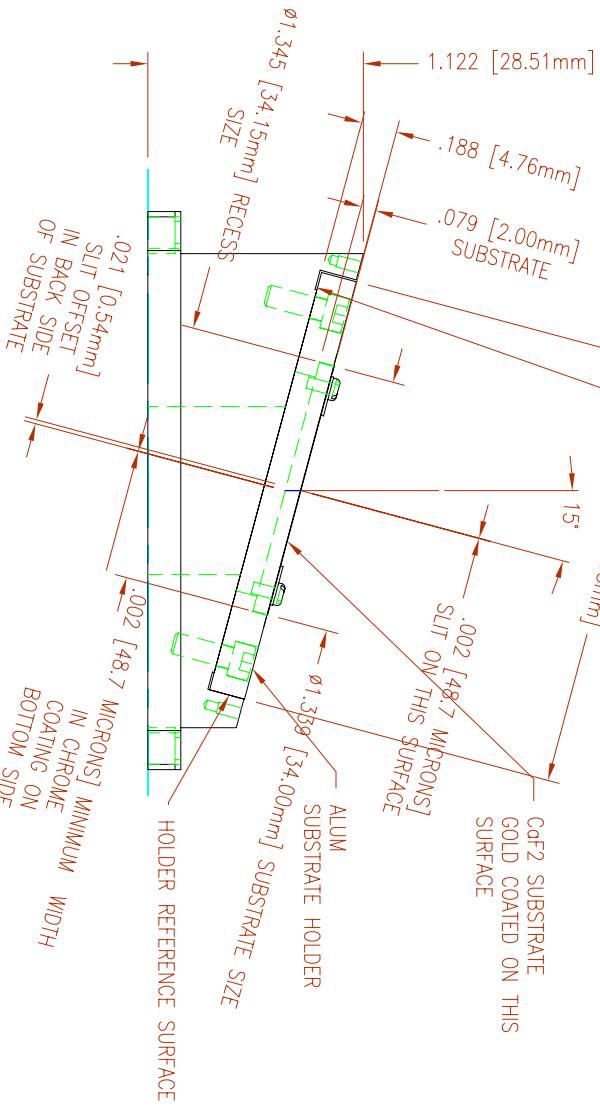 1.122 [28.51mm]
.188 [4.76mm]
.079 [2.00mm]
SUBSTRATE
ø1.345 [34.15mm] RECESS
SIZE
.021 [0.54mm]
SLIT OFFSET
IN BACK SIDE
OF SUBSTRATE
15°
mm]
.002 [48.7 MICRONS]
SLIT ON THIS SURFACE
CaF2 SUBSTRATE
GOLD COATED ON THIS
SURFACE
ALUM
SUBSTRATE HOLDER
ø1.339 [34.00mm] SUBSTRATE SIZE
HOLDER REFERENCE SURFACE
.002 [48.7 MICRONS] MINIMUM WIDTH
IN CHROME
COATING ON
BOTTOM SIDE